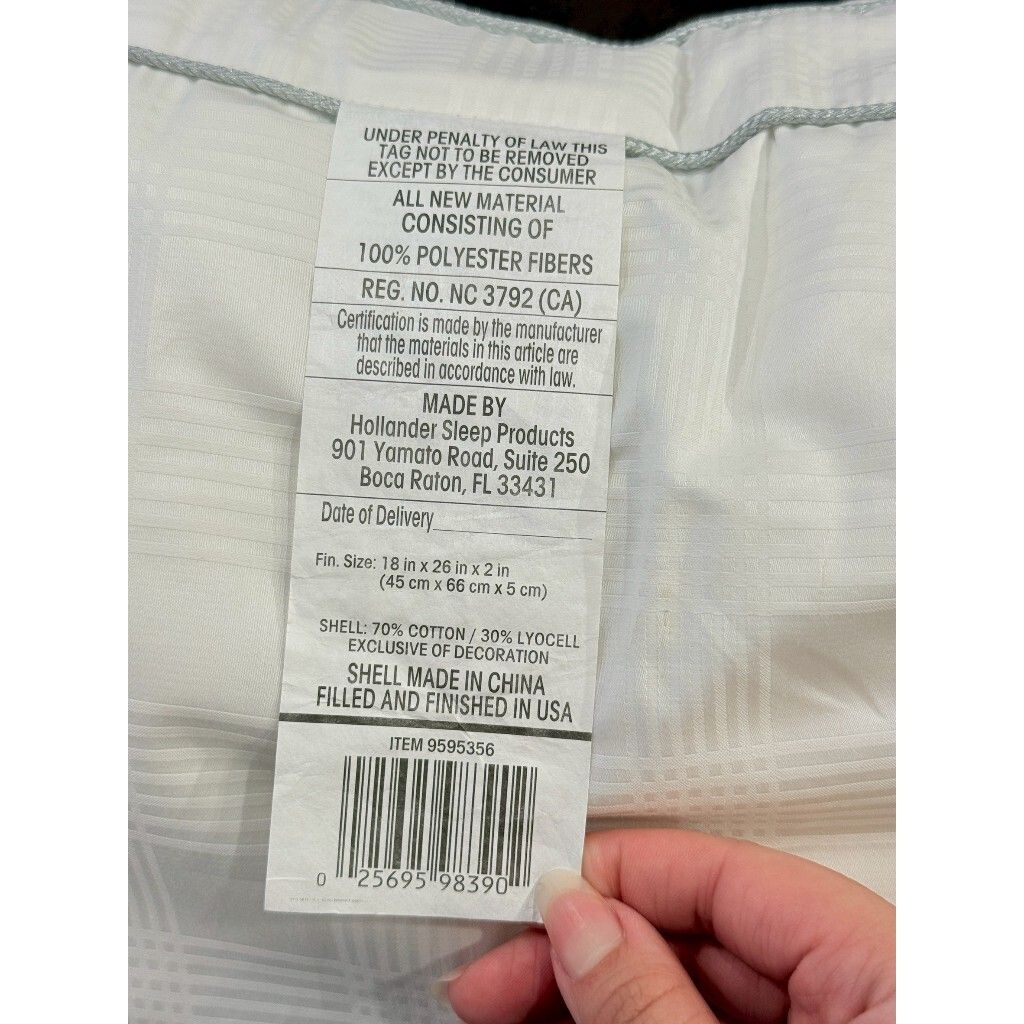 UNDER PENALTY OF LAW THIS
TAG NOT TO BE REMOVED
EXCEPT BY THE CONSUMER
ALL NEW MATERIAL
CONSISTING OF
100% POLYESTER FIBERS
REG. NO. NC 3792 (CA)
Certification is made by the manufacturer
that the materials in this article are
described in accordance with law.
MADE BY
Hollander Sleep Products
901 Yamato Road, Suite 250
Boca Raton, FL 33431
Date of Delivery
Fin. Size: 18 in x 26 in x 2 in
(45 cm x 66 cm x 5 cm)
SHELL: 70% COTTON / 30% LYOCELL
EXCLUSIVE OF DECORATION
SHELL MADE IN CHINA
FILLED AND FINISHED IN USA
ITEM 9595356
0 25695 98390